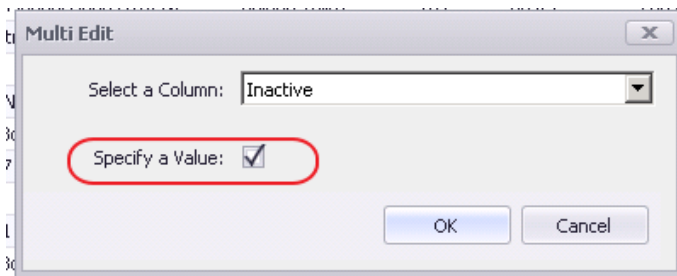 Multi Edit
Select a Column: Inactive
Specify a Value:
OK Cancel